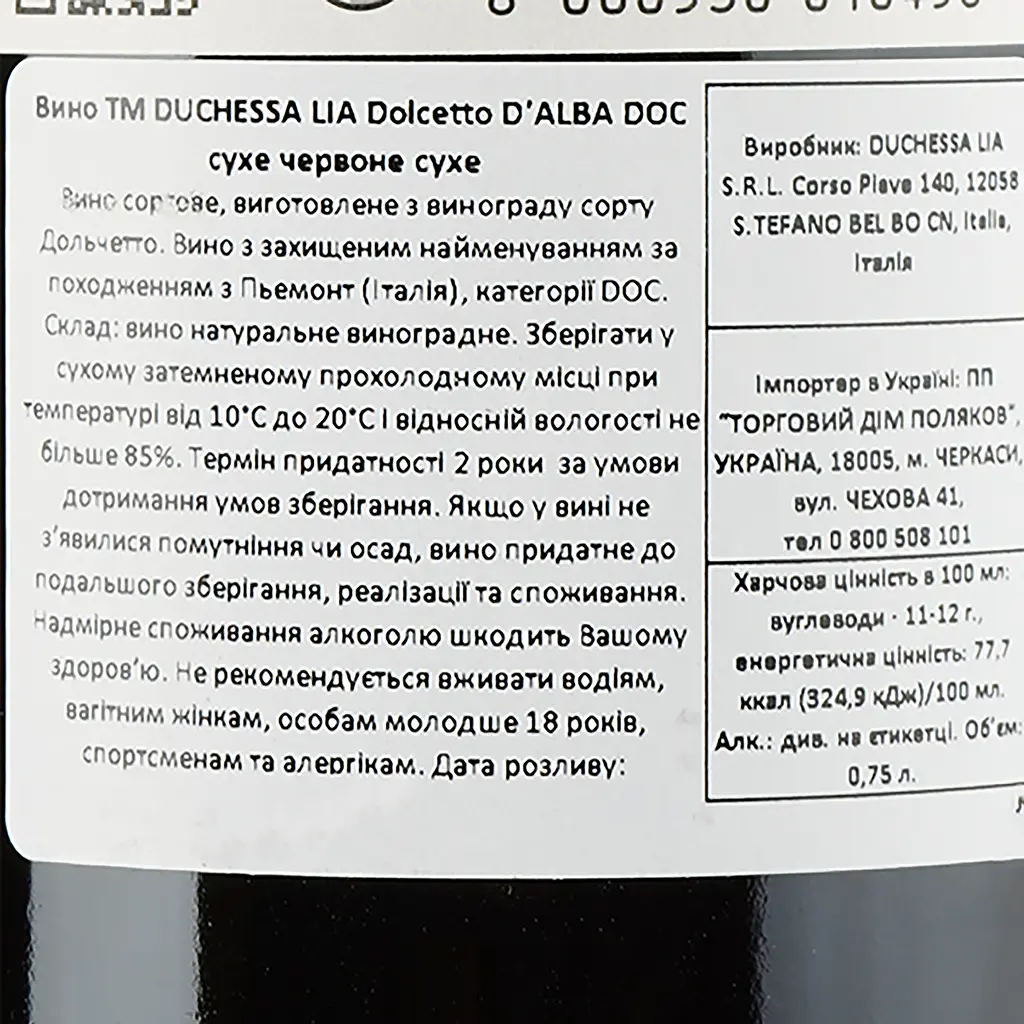 Вино ТМ DUCHESSA LIA Dolcetto D'ALBA DOC
сухе червоне сухе
Вино сортове, виготовлене з винограду сорту
Дольчетто. Вино з захищеним найменуванням за
походженням з Пьемонт (Італія), категорії DOC.
Склад: вино натуральне виноградне. Зберігати у
сухому затемненому прохолодному місці при
температурі від 10°С до 20°С і відносній вологості не
більше 85%. Термін придатності 2 роки за умови
дотримання умов зберігання. Якщо у вині не
з'явилися помутніння чи осад, вино придатне до
подальшого зберігання, реалізації та споживання.
Надмірне споживання алкоголю шкодить Вашому
здоров'ю. Не рекомендується вживати водіям,
вагітним жінкам, особам молодше 18 років,
спортсменам та алергікам. Дата розливу:
Виробник: DUCHESSA LIA
S.R.L. Corso Piave 140, 12058
S.TEFANO BEL BO CN, Italia,
Італія
Імпортер в Україні: ПП
"ТОРГОВИЙ ДІМ ПОЛЯКОВ",
УКРАЇНА, 18005, м. ЧЕРКАСИ,
вул. ЧЕХОВА 41,
тел 0 800 508 101
Харчова цінність в 100 мл:
вуглеводи - 11-12 г.,
енергетична цінність: 77,7
ккал (324,9 кДж)/100 мл.
Алк.: див. на етикетці. Об'єм:
0,75 л.